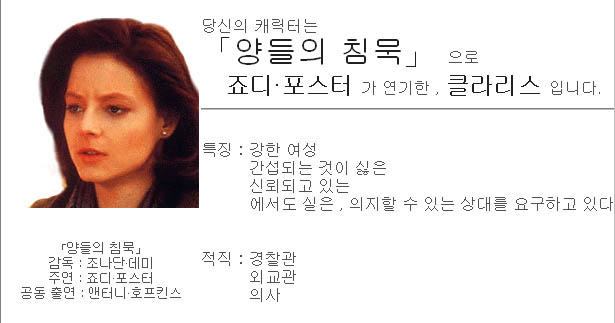 당신의 캐릭터는
「양들의 침묵」 으로
죠디·포스터 가 연기한 , 클라리스 입니다.
특징 : 강한 여성
간섭되는 것이 싫은
신뢰되고 있는
에서도 실은 , 의지할 수 있는 상대를 요구하고 있다
「양들의 침묵」
감독 : 조나단·데미
주연 : 죠디·포스터
공동 출연 : 앤터니·호프킨스
적직 : 경찰관
외교관
의사